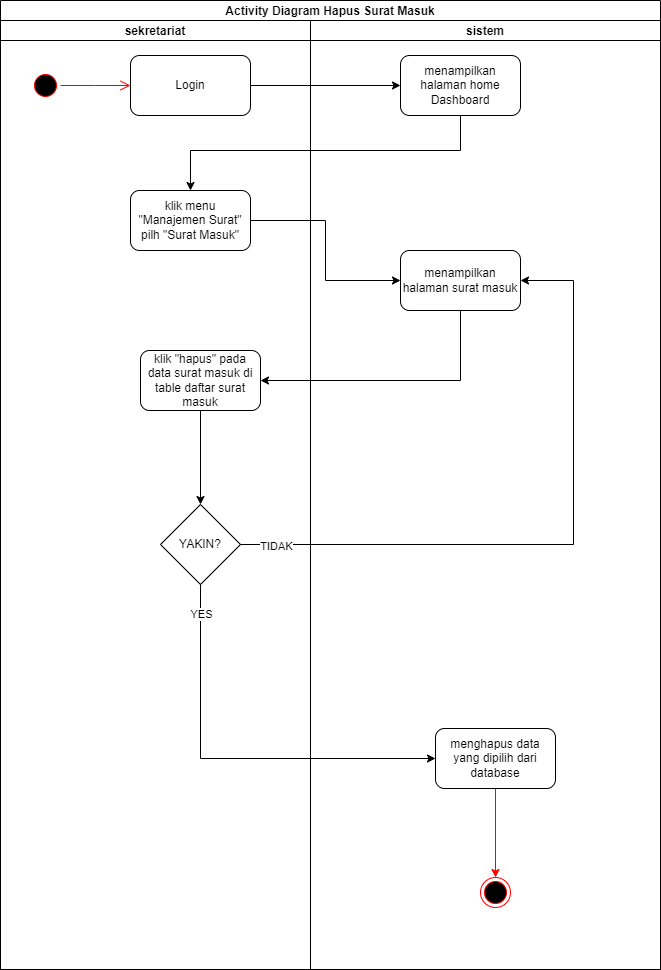 Activity Diagram Hapus Surat Masuk
sekretariat
sistem
Login
menampilkan
halaman home
Dashboard
klik menu
"Manajemen Surat"
pilh "Surat Masuk"
menampilkan
halaman surat masuk
klik "hapus" pada
data surat masuk di
table daftar surat
masuk
YAKIN?
TIDAK
YES
menghapus data
yang dipilih dari
database